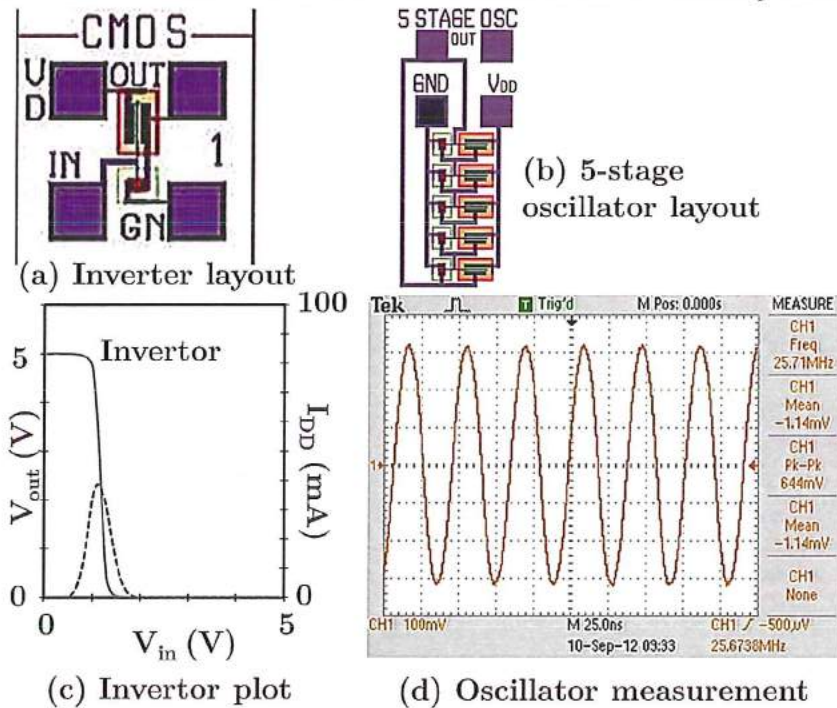 CMOS
V
D
OUT
IN
1
GN
(a) Inverter layout
5 STAGE OSC
OUT
GND
VDD
(b) 5-stage
oscillator layout
5
0
Vout (V)
Invertor
100
0
IDD (mA)
0
5
Vin (V)
(c) Invertor plot
Tek
T Trig'd
M Pos: 0.000s
MEASURE
CH1
Freq
25.71MHz
CH1
Mean
-1.14mV
CH1
Pk-Pk
644mV
CH1
Mean
-1.14mV
CH1
None
1
CH1 100mV
M 25.0ns
CH1 / -500uV
10-Sep-12 03:33
25.6738MHz
(d) Oscillator measurement